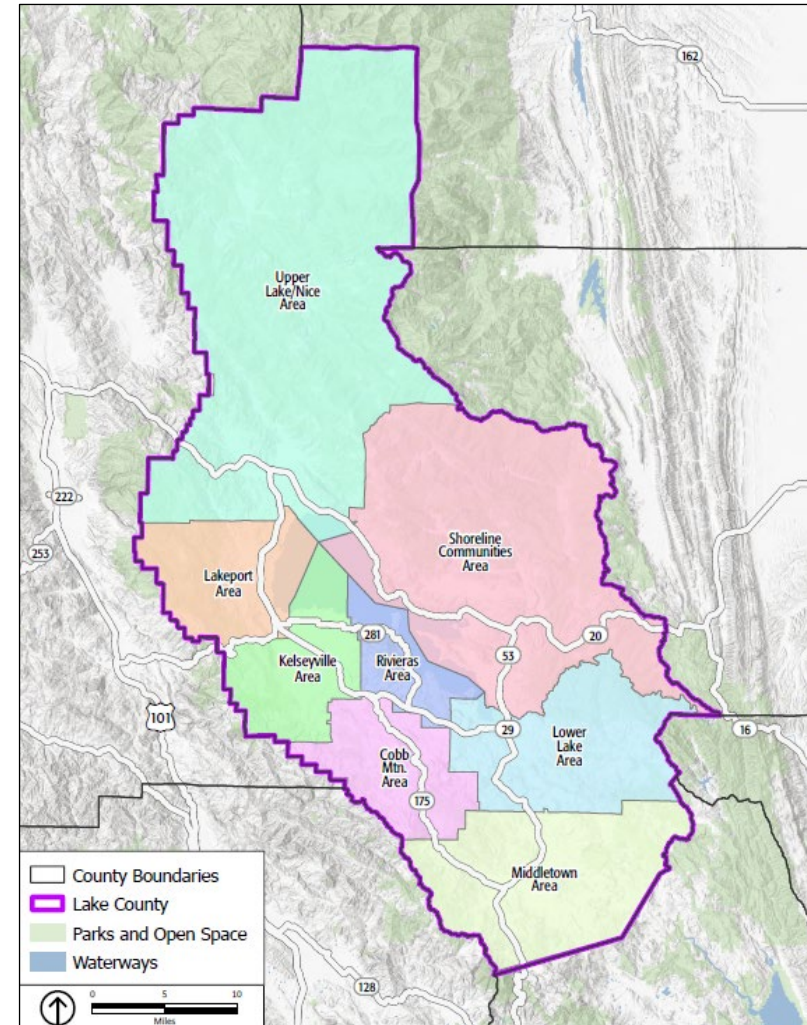 162
Upper
Lake/Nice
Area
222
253
Lakeport
Area
Shoreline
Communities
Area
281
Kelseyville
Area
Rivieras
Area
53
20
101
29
16
Lower
Lake
Area
Cobb
Mtn.
Area
175
Middletown
Area
128
County Boundaries
Lake County
Parks and Open Space
Waterways
0 5 10
Miles